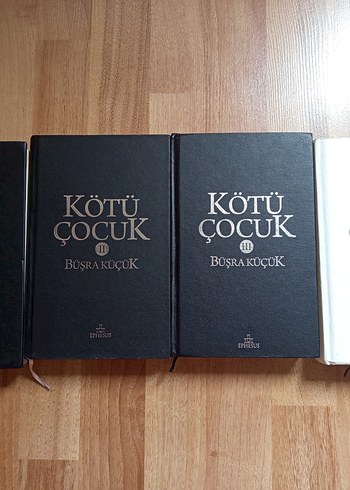 KÖTÜ
ÇOCUK
II
BÜŞRA KÜÇÜK
EPHESUS
KÖTÜ
ÇOCUK
III
BÜŞRA KÜÇÜK
EPHESUS